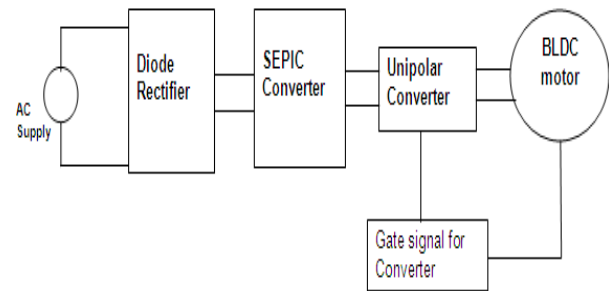 AC
Supply
Diode
Rectifier
SEPIC
Converter
Unipolar
Converter
BLDC
motor
Gate signal for
Converter